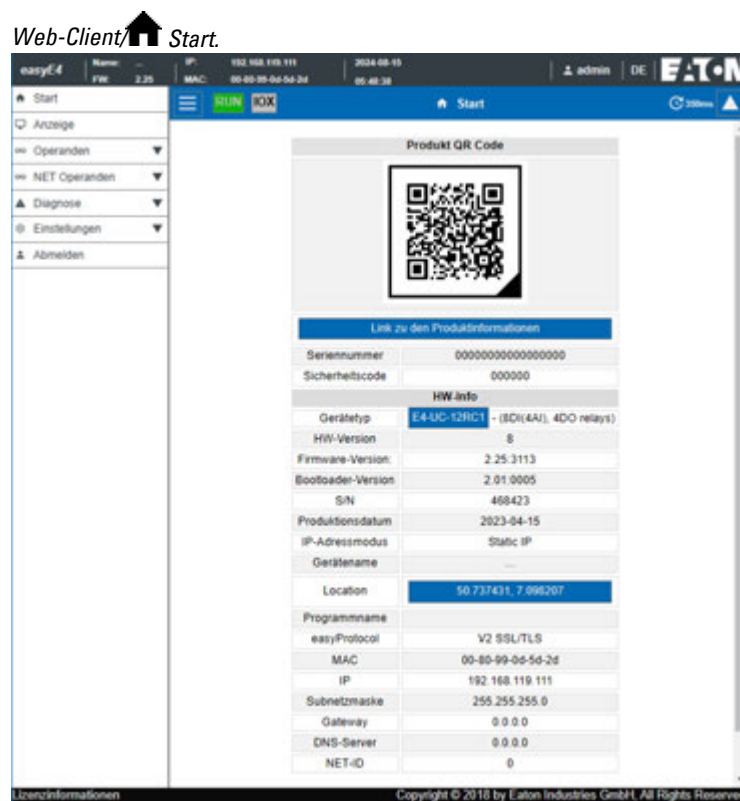 Web-Client/ Start.
easyE4
Name: ...
FW: 2.25
IP: 192.168.119.111
MAC: 00-80-99-0d-5d-2d
2024-08-15
05:40:38
admin
DE
EATON
Start
Anzeige
Operanden
NET Operanden
Diagnose
Einstellungen
Abmelden
RUN IOX
Start
350ms
Produkt QR Code
Link zu den Produktinformationen
Seriennummer 00000000000000000
Sicherheitscode 000000
HW-Info
Gerätetyp E4-UC-12RC1 - (8DI(4AI), 4DO relays)
HW-Version 8
Firmware-Version: 2.25:3113
Bootloader-Version 2.01:0005
S/N 468423
Produktionsdatum 2023-04-15
IP-Adressmodus Static IP
Gerätename ...
Location 50.737431, 7.098207
Programmname
easyProtocol V2 SSL/TLS
MAC 00-80-99-0d-5d-2d
IP 192.168.119.111
Subnetzmaske 255.255.255.0
Gateway 0.0.0.0
DNS-Server 0.0.0.0
NET-ID 0
Lizenzinformationen
Copyright © 2018 by Eaton Industries GmbH. All Rights Reserve